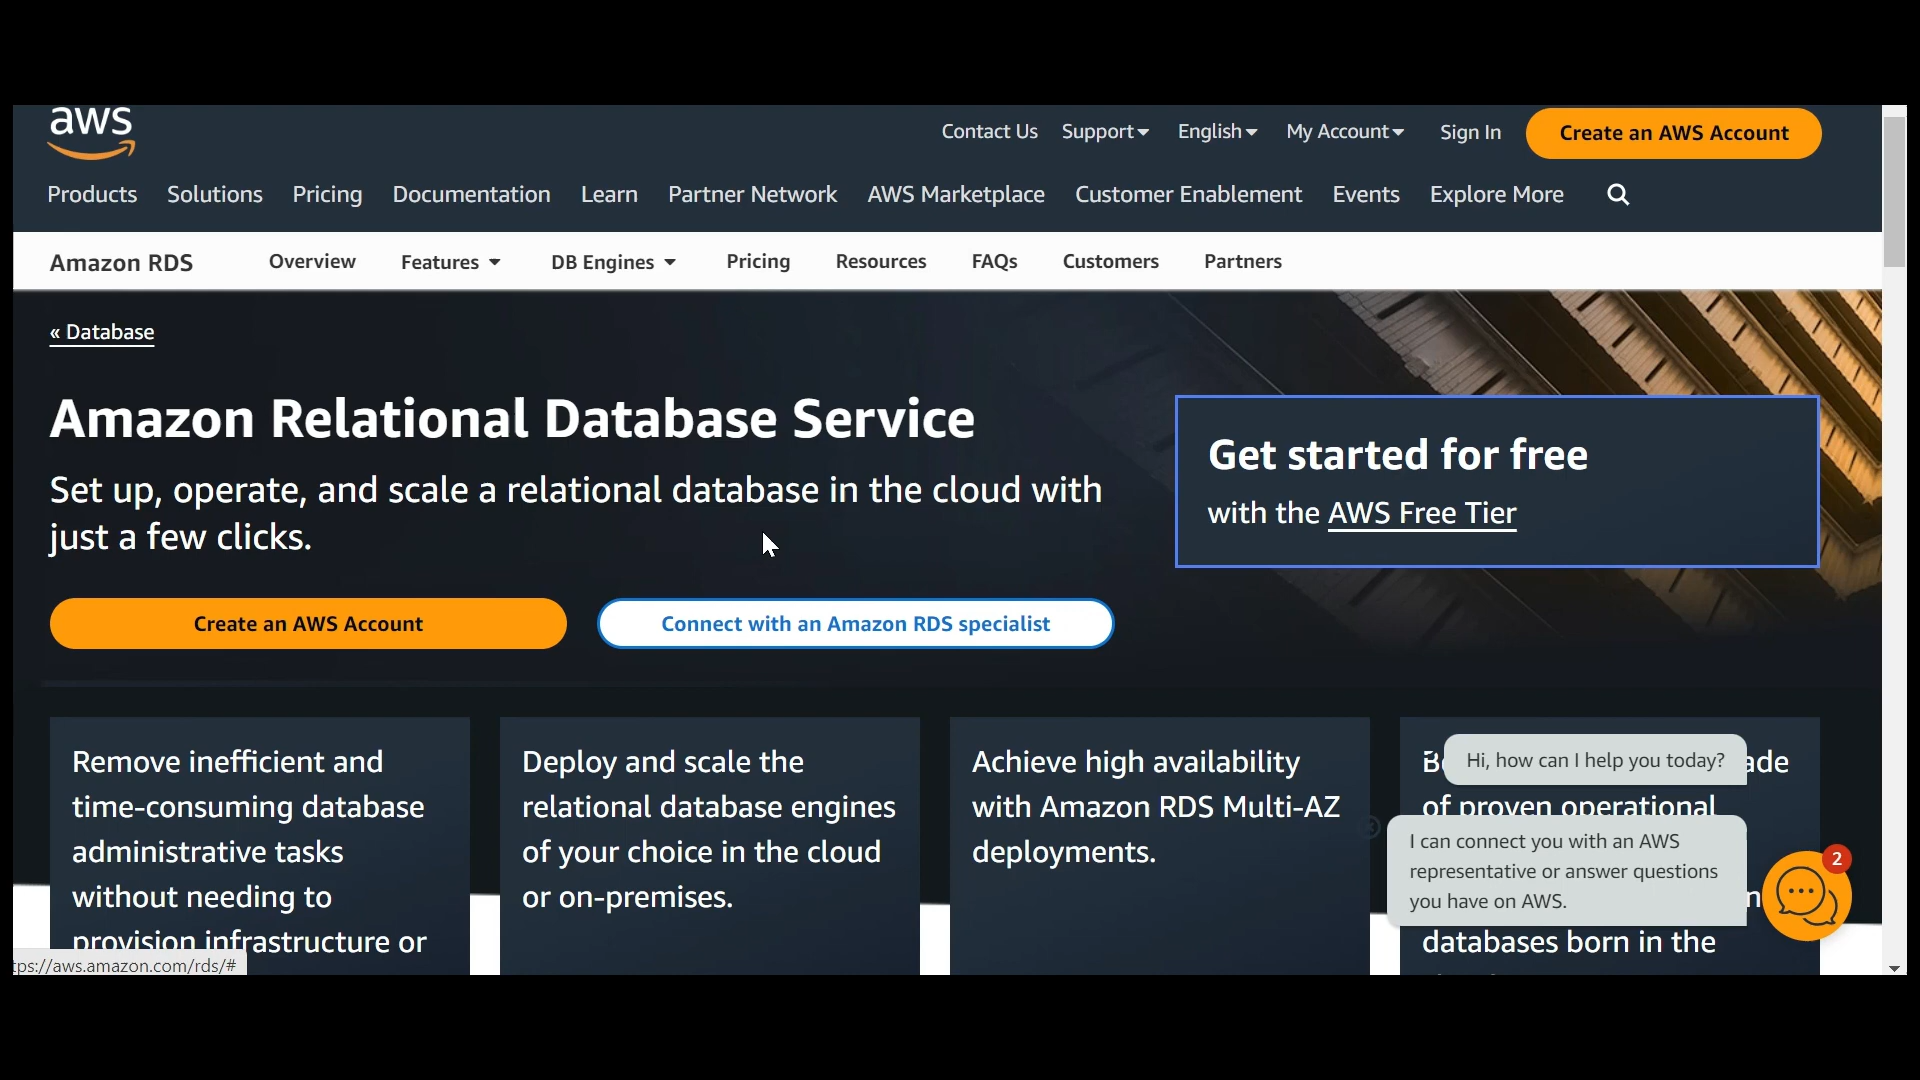 aws
Contact Us Support English My Account Sign In Create an AWS Account
Products Solutions Pricing Documentation Learn Partner Network AWS Marketplace Customer Enablement Events Explore More
Amazon RDS Overview Features DB Engines Pricing Resources FAQs Customers Partners
« Database
Amazon Relational Database Service
Set up, operate, and scale a relational database in the cloud with
just a few clicks.
Create an AWS Account Connect with an Amazon RDS specialist
Get started for free
with the AWS Free Tier
Remove inefficient and
time-consuming database
administrative tasks
without needing to
provision infrastructure or
Deploy and scale the
relational database engines
of your choice in the cloud
or on-premises.
Achieve high availability
with Amazon RDS Multi-AZ
deployments.
of proven operational
databases born in the
Hi, how can I help you today?
I can connect you with an AWS
representative or answer questions
you have on AWS.
2
tps://aws.amazon.com/rds/#